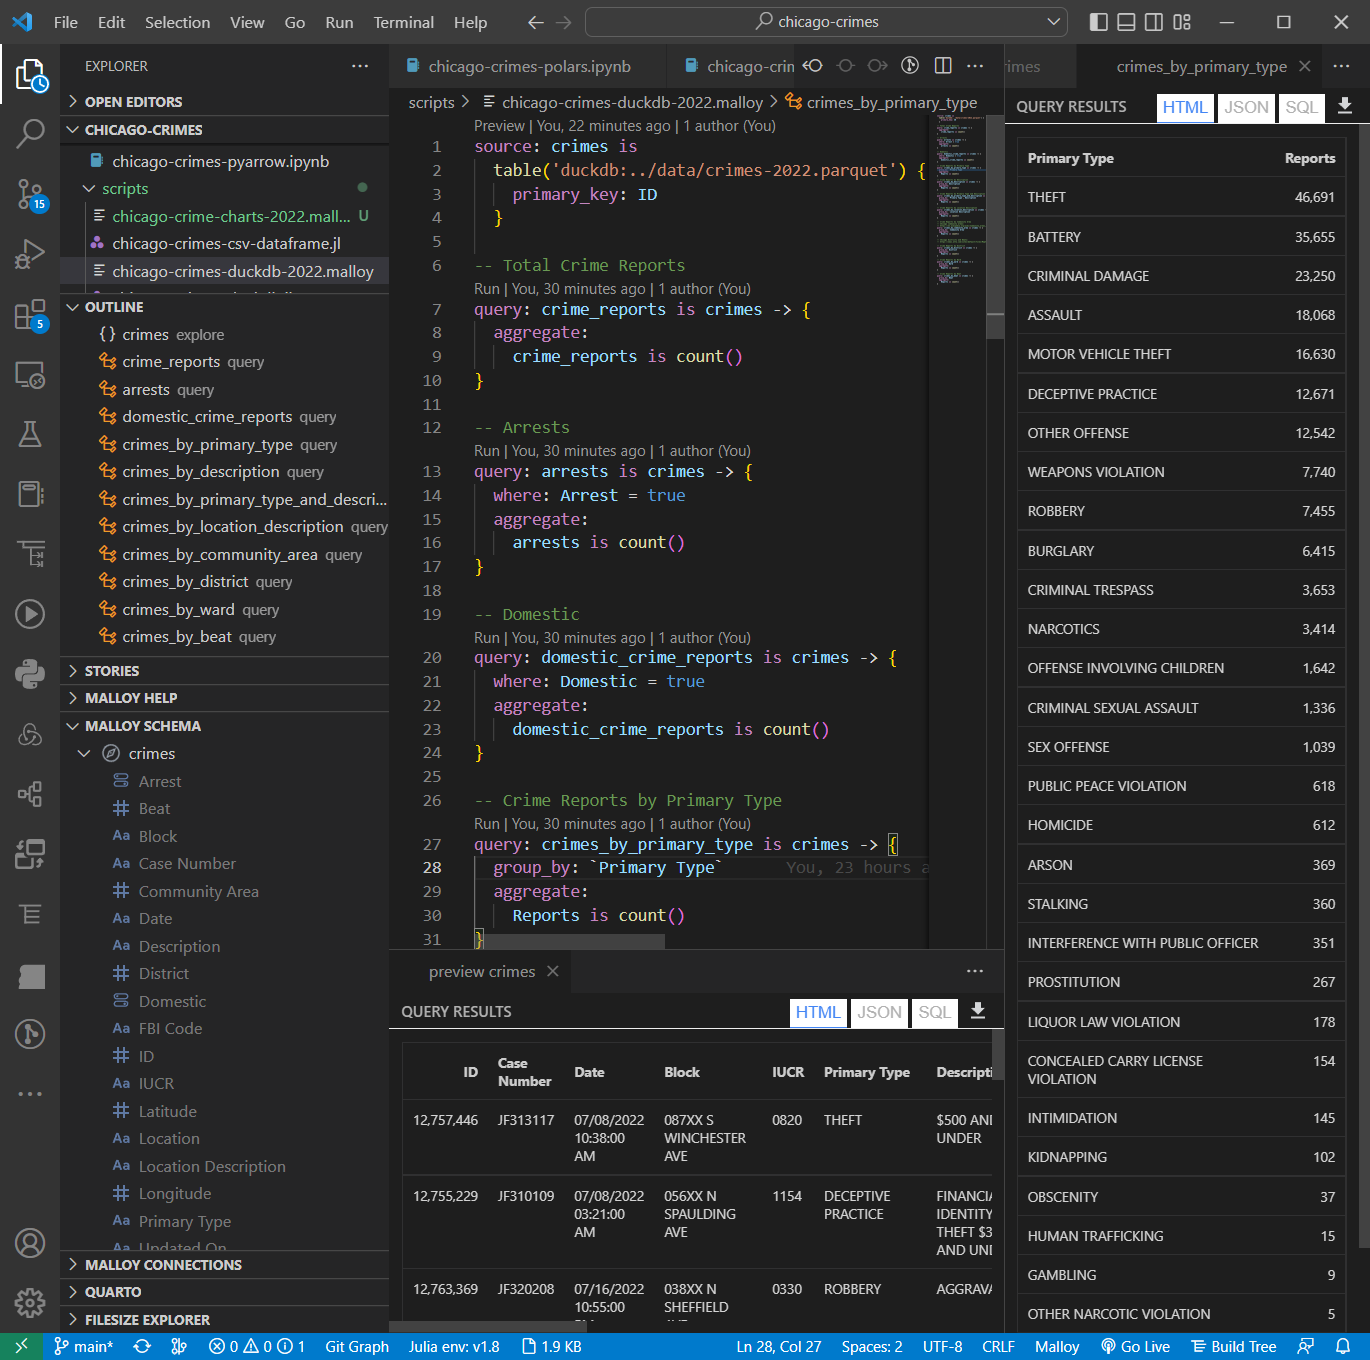 File Edit Selection View Go Run Terminal Help
chicago-crimes
EXPLORER
OPEN EDITORS
CHICAGO-CRIMES
chicago-crimes-pyarrow.ipynb
scripts
chicago-crime-charts-2022.mall... U
chicago-crimes-csv-dataframe.jl
chicago-crimes-duckdb-2022.malloy
OUTLINE
{} crimes explore
crime_reports query
arrests query
domestic_crime_reports query
crimes_by_primary_type query
crimes_by_description query
crimes_by_primary_type_and_descri...
crimes_by_location_description query
crimes_by_community_area query
crimes_by_district query
crimes_by_ward query
crimes_by_beat query
STORIES
MALLOY HELP
MALLOY SCHEMA
crimes
Arrest
Beat
Aa Block
Aa Case Number
Community Area
Aa Date
Aa Description
District
Domestic
Aa FBI Code
ID
Aa IUCR
Latitude
Aa Location
Aa Location Description
Longitude
Aa Primary Type
Aa Updated On
MALLOY CONNECTIONS
QUARTO
FILESIZE EXPLORER
15
5
chicago-crimes-polars.ipynb
chicago-crin
scripts > chicago-crimes-duckdb-2022.malloy > crimes_by_primary_type
Preview | You, 22 minutes ago | 1 author (You)
1 source: crimes is
2 table('duckdb:../data/crimes-2022.parquet') {
3 primary_key: ID
4 }
5
6 -- Total Crime Reports
Run | You, 30 minutes ago | 1 author (You)
7 query: crime_reports is crimes -> {
8 aggregate:
9 crime_reports is count()
10 }
11
12 -- Arrests
Run | You, 30 minutes ago | 1 author (You)
13 query: arrests is crimes -> {
14 where: Arrest = true
15 aggregate:
16 arrests is count()
17 }
18
19 -- Domestic
Run | You, 30 minutes ago | 1 author (You)
20 query: domestic_crime_reports is crimes -> {
21 where: Domestic = true
22 aggregate:
23 domestic_crime_reports is count()
24 }
25
26 -- Crime Reports by Primary Type
Run | You, 30 minutes ago | 1 author (You)
27 query: crimes_by_primary_type is crimes -> {
28 group_by: `Primary Type` You, 23 hours a
29 aggregate:
30 Reports is count()
31 }
preview crimes
QUERY RESULTS HTML JSON SQL
ID Case Number Date Block IUCR Primary Type Descripti
12,757,446 JF313117 07/08/2022 10:38:00 AM 087XX S WINCHESTER AVE 0820 THEFT $500 AND UNDER
12,755,229 JF310109 07/08/2022 03:21:00 AM 056XX N SPAULDING AVE 1154 DECEPTIVE PRACTICE FINANCIA IDENTITY THEFT $3 AND UND
12,763,369 JF320208 07/16/2022 10:55:00 038XX N SHEFFIELD 0330 ROBBERY AGGRAVA
imes
crimes_by_primary_type
QUERY RESULTS HTML JSON SQL
Primary Type Reports
THEFT 46,691
BATTERY 35,655
CRIMINAL DAMAGE 23,250
ASSAULT 18,068
MOTOR VEHICLE THEFT 16,630
DECEPTIVE PRACTICE 12,671
OTHER OFFENSE 12,542
WEAPONS VIOLATION 7,740
ROBBERY 7,455
BURGLARY 6,415
CRIMINAL TRESPASS 3,653
NARCOTICS 3,414
OFFENSE INVOLVING CHILDREN 1,642
CRIMINAL SEXUAL ASSAULT 1,336
SEX OFFENSE 1,039
PUBLIC PEACE VIOLATION 618
HOMICIDE 612
ARSON 369
STALKING 360
INTERFERENCE WITH PUBLIC OFFICER 351
PROSTITUTION 267
LIQUOR LAW VIOLATION 178
CONCEALED CARRY LICENSE VIOLATION 154
INTIMIDATION 145
KIDNAPPING 102
OBSCENITY 37
HUMAN TRAFFICKING 15
GAMBLING 9
OTHER NARCOTIC VIOLATION 5
main* 0 0 1 Git Graph Julia env: v1.8 1.9 KB Ln 28, Col 27 Spaces: 2 UTF-8 CRLF Malloy Go Live Build Tree